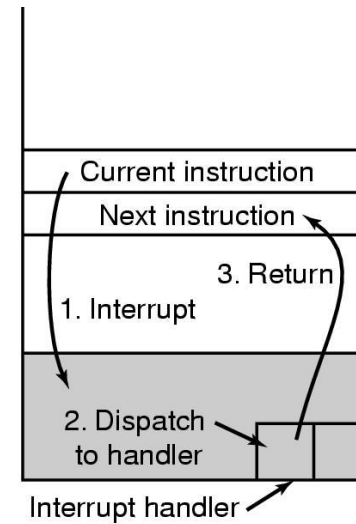 Current instruction
Next instruction
3. Return
1. Interrupt
2. Dispatch
to handler
Interrupt handler